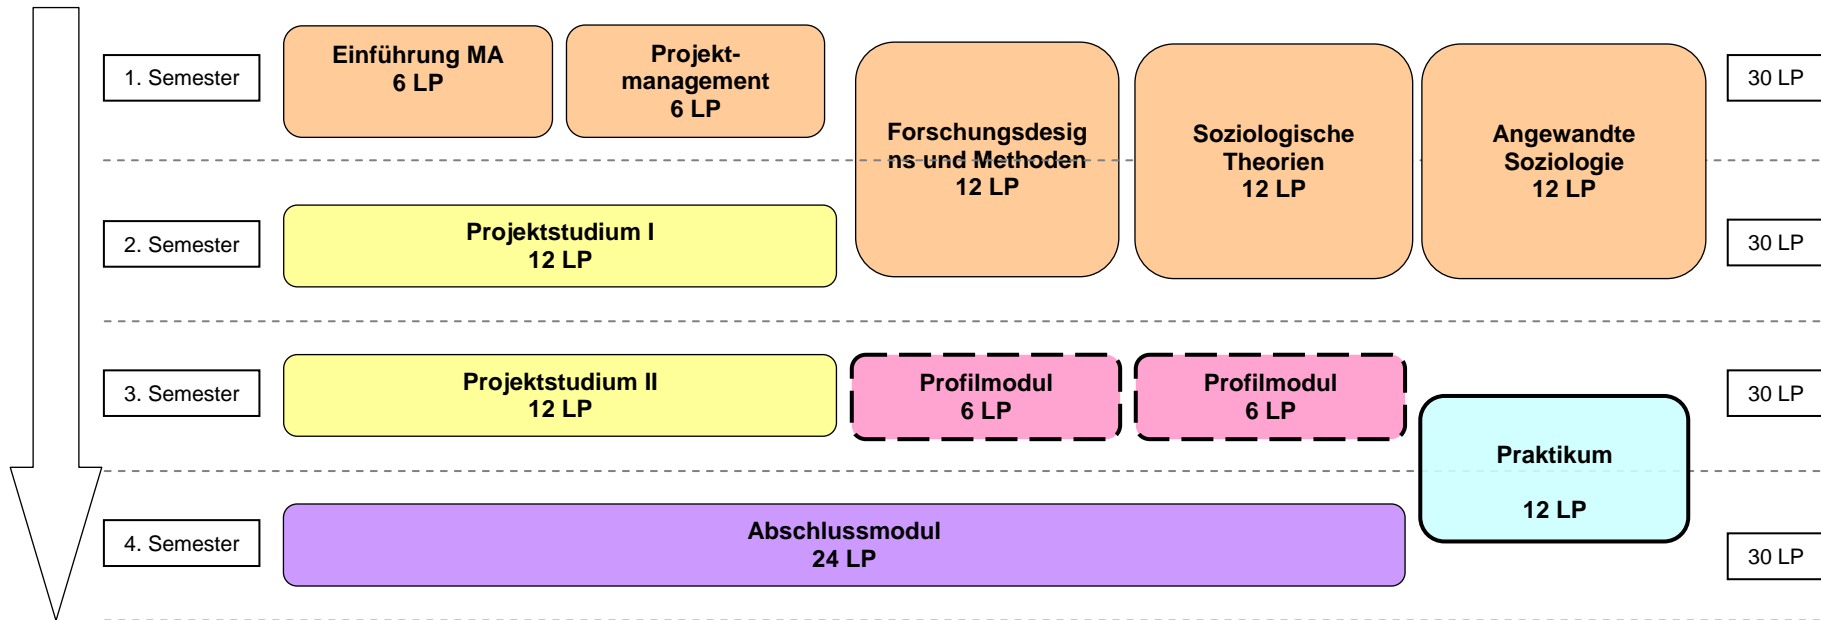 1. Semester
Einführung MA
6 LP
Projekt-
management
6 LP
Forschungsdesig
ns und Methoden
12 LP
Soziologische
Theorien
12 LP
Angewandte
Soziologie
12 LP
30 LP
2. Semester
Projektstudium I
12 LP
30 LP
3. Semester
Projektstudium II
12 LP
Profilmodul
6 LP
Profilmodul
6 LP
Praktikum
12 LP
30 LP
4. Semester
Abschlussmodul
24 LP
30 LP